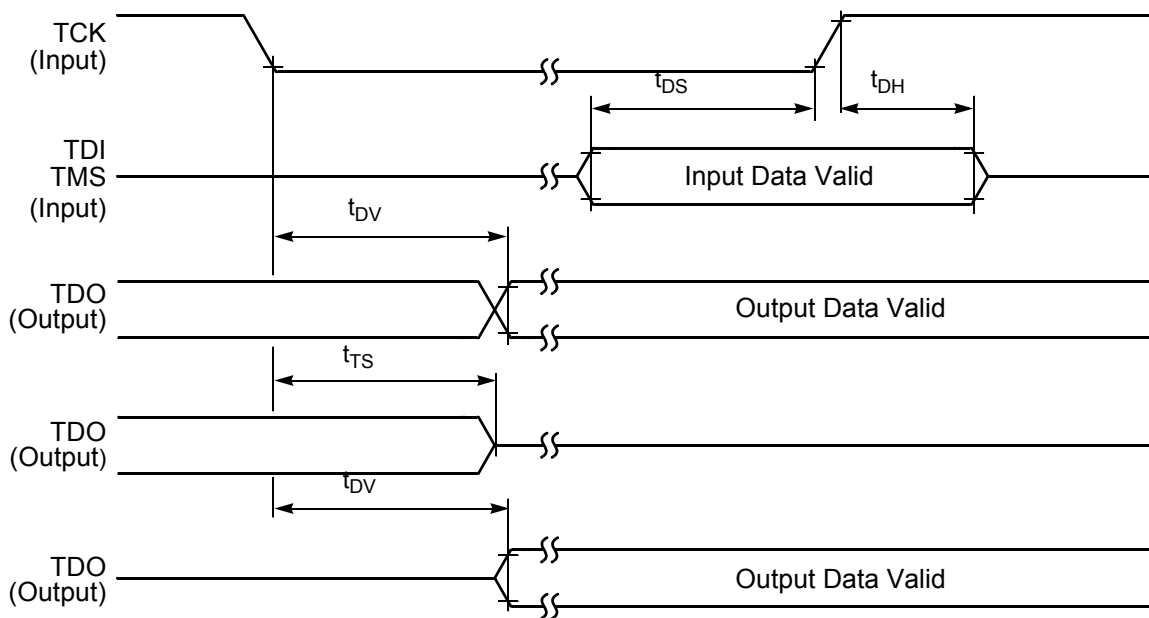 TCK
(Input)
tDS
tDH
TDI
TMS
(Input)
Input Data Valid
tDV
TDO
(Output)
Output Data Valid
tTS
TDO
(Output)
tDV
TDO
(Output)
Output Data Valid